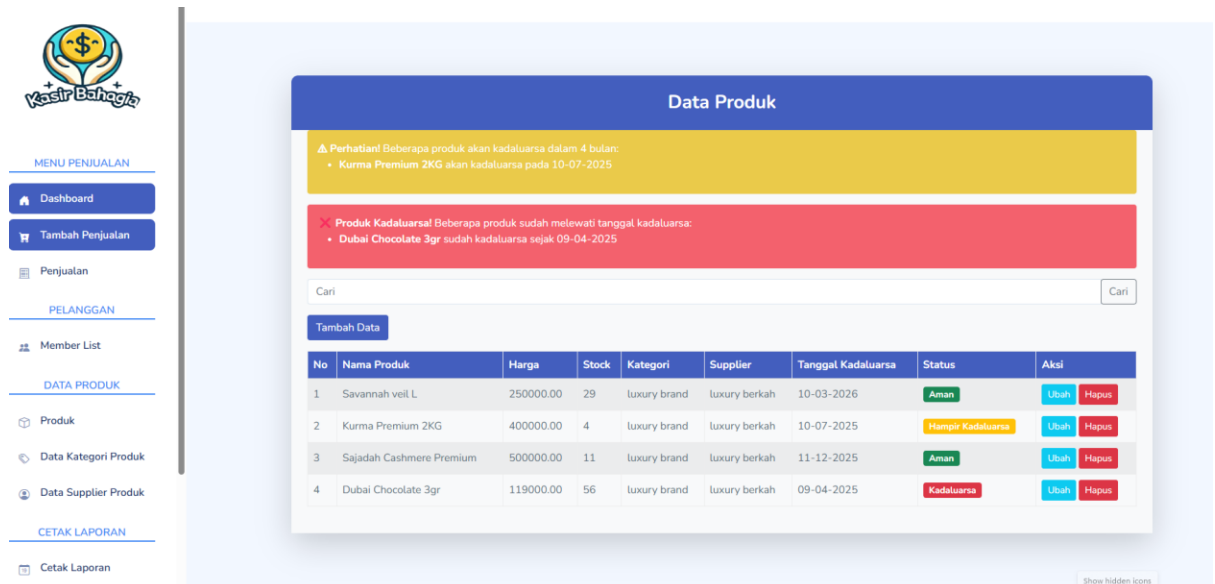 Kasir Bahagia
MENU PENJUALAN
Dashboard
Tambah Penjualan
Penjualan
PELANGGAN
Member List
DATA PRODUK
Produk
Data Kategori Produk
Data Supplier Produk
CETAK LAPORAN
Cetak Laporan
Data Produk
⚠ Perhatian! Beberapa produk akan kadaluarsa dalam 4 bulan:
• Kurma Premium 2KG akan kadaluarsa pada 10-07-2025
❌ Produk Kadaluarsa! Beberapa produk sudah melewati tanggal kadaluarsa:
• Dubai Chocolate 3gr sudah kadaluarsa sejak 09-04-2025
Cari Cari
Tambah Data
No Nama Produk Harga Stock Kategori Supplier Tanggal Kadaluarsa Status Aksi
1 Savannah veil L 250000.00 29 luxury brand luxury berkah 10-03-2026 Aman Ubah Hapus
2 Kurma Premium 2KG 400000.00 4 luxury brand luxury berkah 10-07-2025 Hampir Kadaluarsa Ubah Hapus
3 Sajadah Cashmere Premium 500000.00 11 luxury brand luxury berkah 11-12-2025 Aman Ubah Hapus
4 Dubai Chocolate 3gr 119000.00 56 luxury brand luxury berkah 09-04-2025 Kadaluarsa Ubah Hapus
Show hidden icons